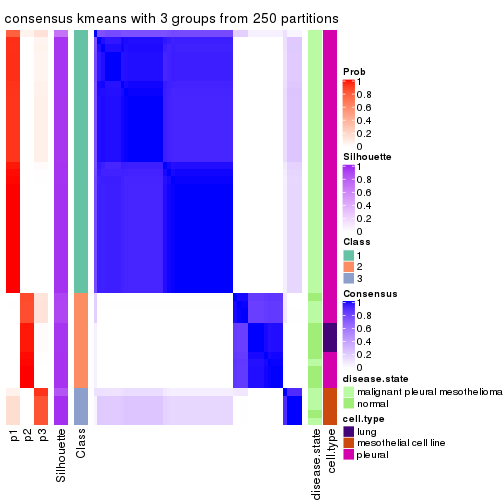 consensus kmeans with 3 groups from 250 partitions
Prob
1
0.8
0.6
0.4
0.2
0
Silhouette
1
0.8
0.6
0.4
0.2
0
Class
1
2
3
Consensus
1
0.8
0.6
0.4
0.2
0
disease.state
malignant pleural mesothelioma
normal
cell.type
lung
mesothelial cell line
pleural
p1
p2
p3
Silhouette
Class
disease.state
cell.type